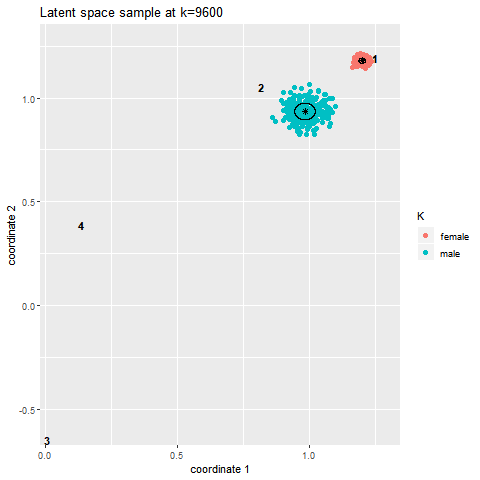 Latent space sample at k=9600
1
2
1.0
0.5
4
0.0
-0.5
3
coordinate 2
0.0 0.5 1.0
coordinate 1
K
female
male